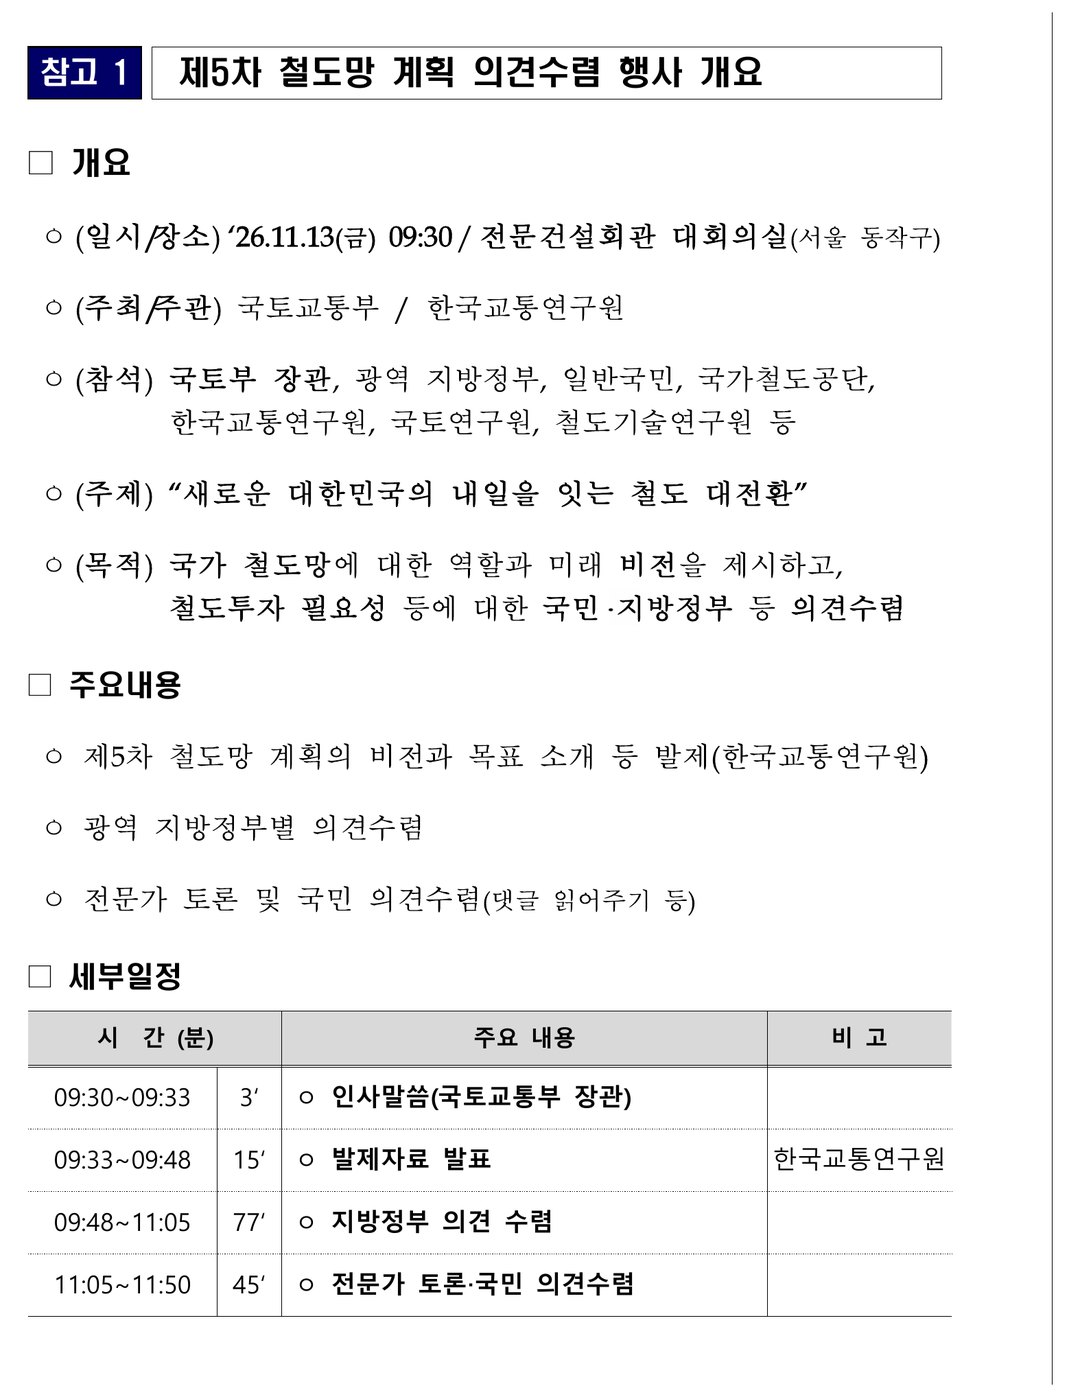 참고 1 제5차 철도망 계획 의견수렴 행사 개요
□ 개요
ㅇ (일시/장소) ‘26.11.13(금) 09:30 / 전문건설회관 대회의실(서울 동작구)
ㅇ (주최/주관) 국토교통부 / 한국교통연구원
ㅇ (참석) 국토부 장관, 광역 지방정부, 일반국민, 국가철도공단,
한국교통연구원, 국토연구원, 철도기술연구원 등
ㅇ (주제) “새로운 대한민국의 내일을 잇는 철도 대전환”
ㅇ (목적) 국가 철도망에 대한 역할과 미래 비전을 제시하고,
철도투자 필요성 등에 대한 국민·지방정부 등 의견수렴
□ 주요내용
ㅇ 제5차 철도망 계획의 비전과 목표 소개 등 발제(한국교통연구원)
ㅇ 광역 지방정부별 의견수렴
ㅇ 전문가 토론 및 국민 의견수렴(댓글 읽어주기 등)
□ 세부일정
시 간 (분) 주요 내용 비 고
09:30~09:33 3‘ ㅇ 인사말씀(국토교통부 장관)
09:33~09:48 15‘ ㅇ 발제자료 발표 한국교통연구원
09:48~11:05 77‘ ㅇ 지방정부 의견 수렴
11:05~11:50 45‘ ㅇ 전문가 토론·국민 의견수렴